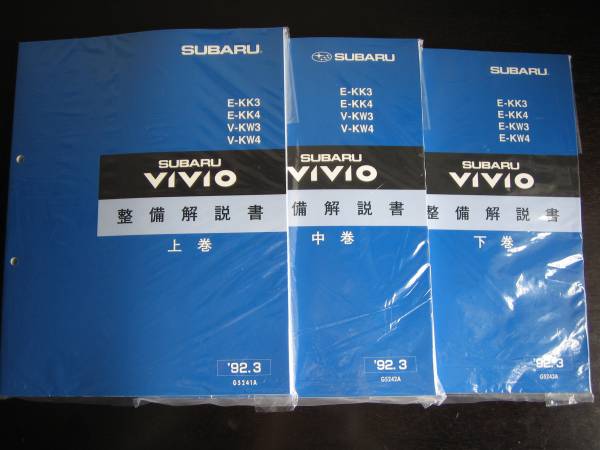 SUBARU
E-KK3
E-KK4
V-KW3
V-KW4
SUBARU
VIVIO
整備解説書
上巻
'92.3
G5241A
SUBARU
E-KK3
E-KK4
V-KW3
V-KW4
SUBARU
VIVIO
備解説書
中巻
'92.3
G5242A
SUBARU
E-KK3
E-KK4
E-KW3
E-KW4
SUBARU
VIVIO
整備解説書
下巻
'92.3
G5243A